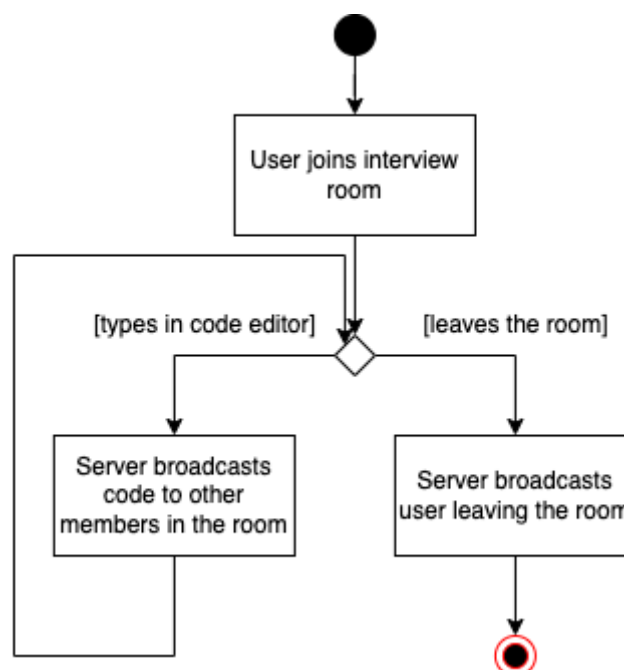 User joins interview
room
[types in code editor]
[leaves the room]
Server broadcasts
code to other
members in the room
Server broadcasts
user leaving the room